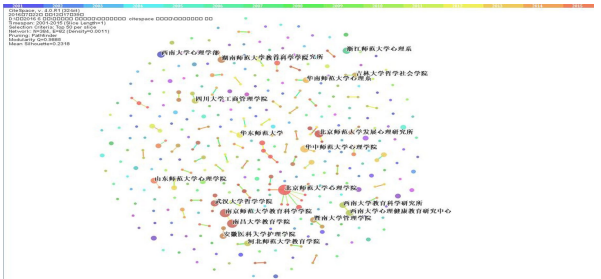 CiteSpace, v. 4.0.R1 (32-bit)
Timespan: 2001-2015 (Slice Length=1)
Selection Criteria: Top 50 per slice
Network: N=384, E=82 (Density=0.0011)
Pruning: Pathfinder
Modularity Q=0.9865
Mean Silhouette=0.2316
浙江师范大学心理系
西南大学心理学部
湖南师范大学教育科学学院
研究所
吉林大学哲学社会学院
华南师范大学心理系
四川大学工商管理学院
华东师范大学
北京师范大学发展心理研究所
华中师范大学心理学院
山东师范大学心理学院
北京师范大学心理学院
武汉大学哲学学院
西南大学教育科学研究所
南京师范大学教育科学学院
西南大学心理健康教育研究中心
南昌大学教育学院
暨南大学管理学院
安徽医科大学护理学院
河北师范大学教育学院